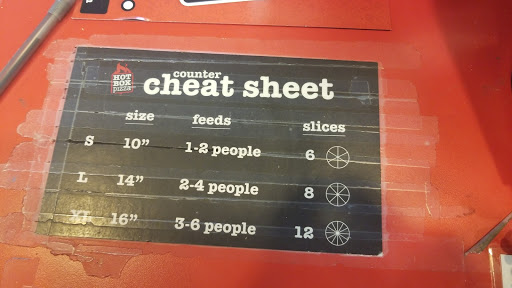 HOT
BOX
pizza
counter
cheat sheet
size feeds slices
S 10" 1-2 people 6
L 14" 2-4 people 8
XL 16" 3-6 people 12